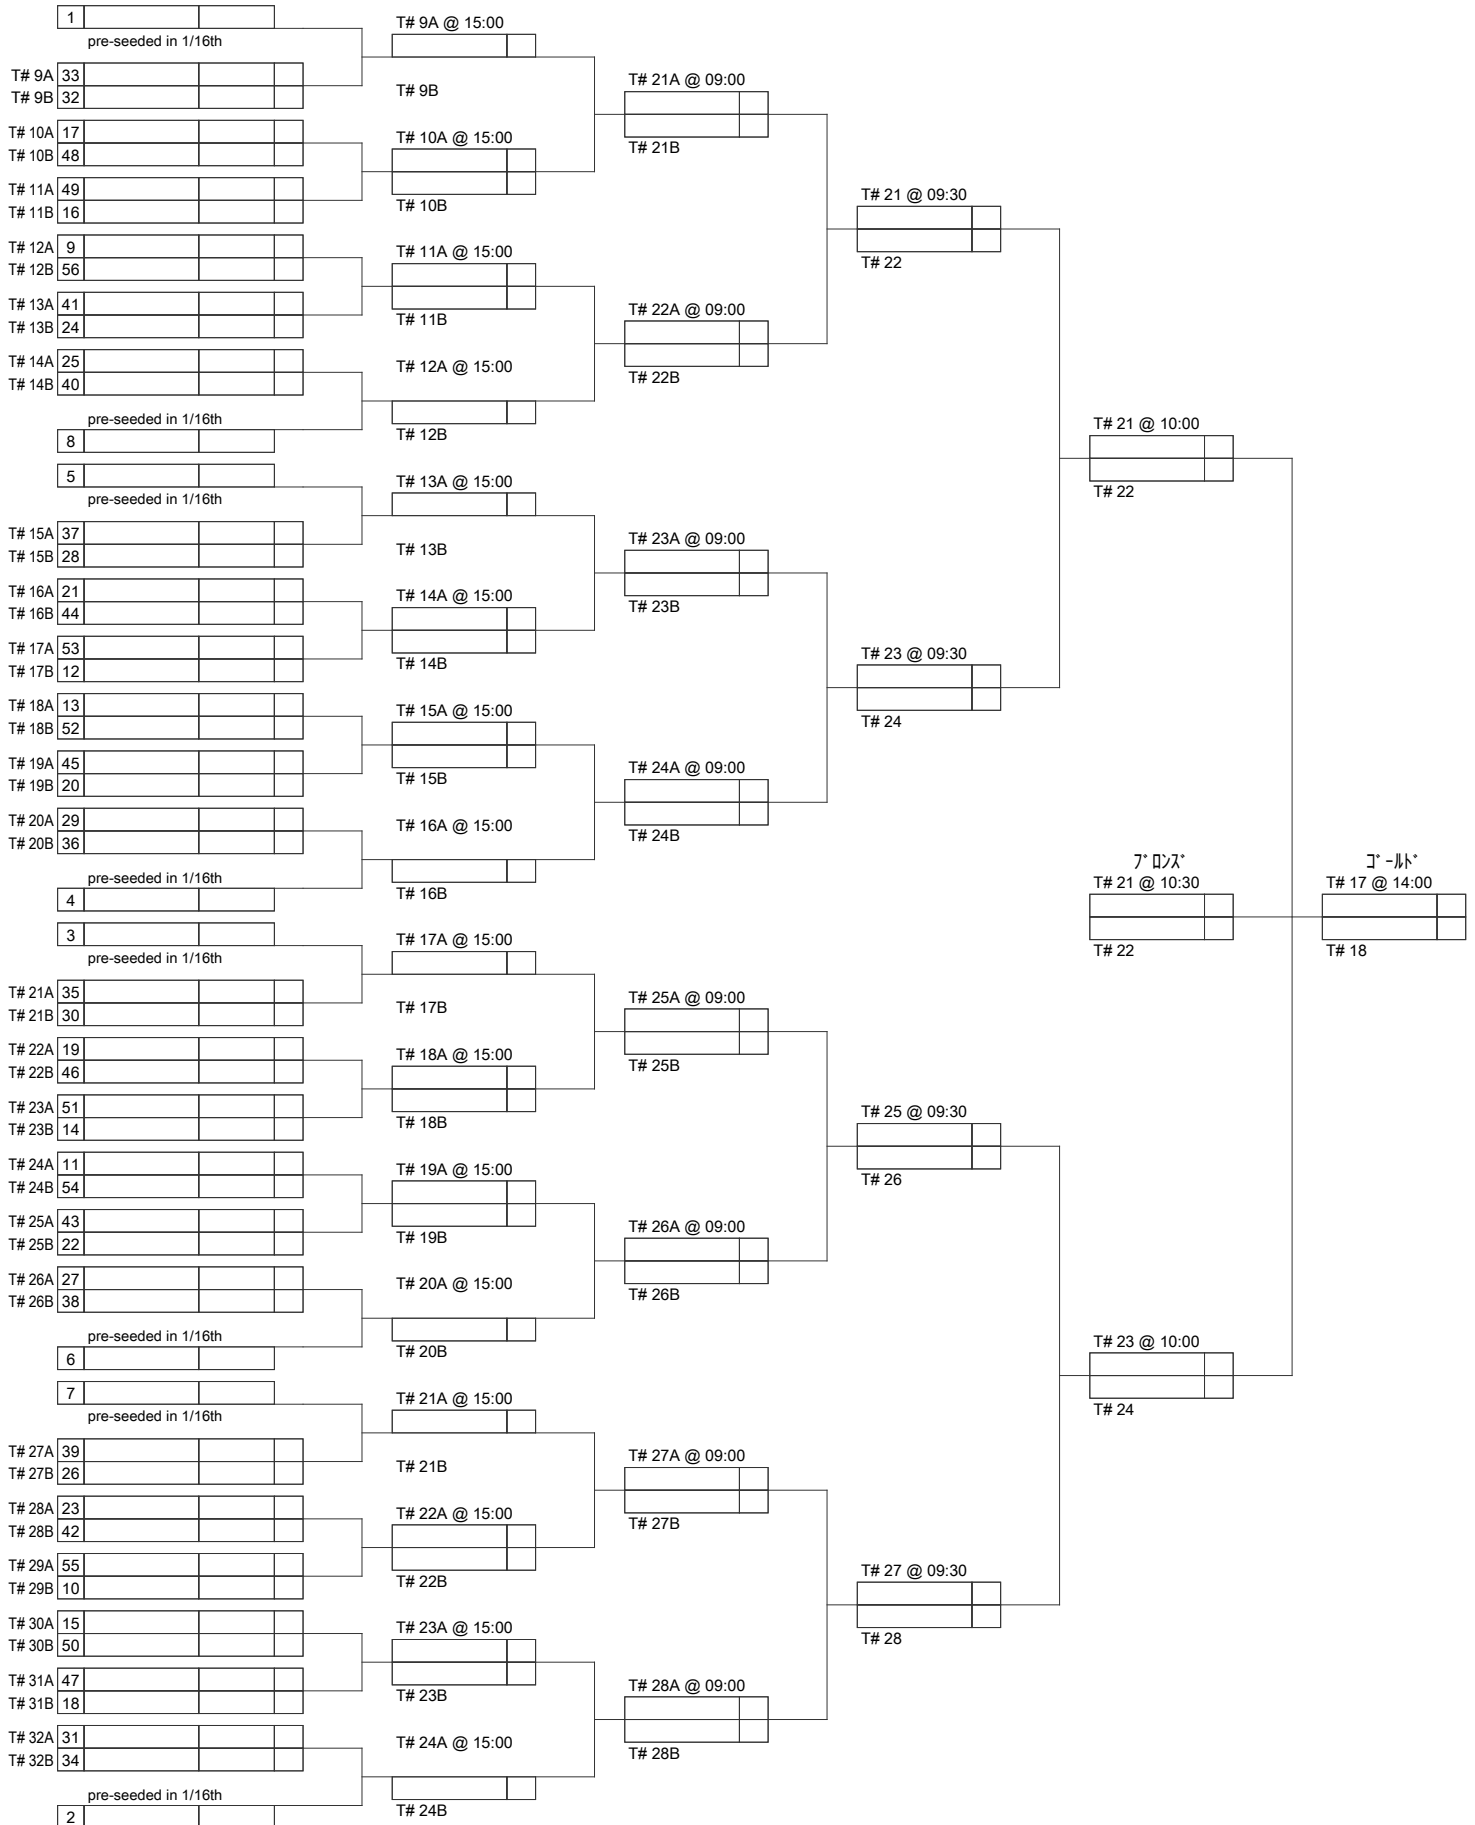 1
pre-seeded in 1/16th
T# 9A 33
T# 9B 32
T# 10A 17
T# 10B 48
T# 11A 49
T# 11B 16
T# 12A 9
T# 12B 56
T# 13A 41
T# 13B 24
T# 14A 25
T# 14B 40
pre-seeded in 1/16th
8
5
pre-seeded in 1/16th
T# 15A 37
T# 15B 28
T# 16A 21
T# 16B 44
T# 17A 53
T# 17B 12
T# 18A 13
T# 18B 52
T# 19A 45
T# 19B 20
T# 20A 29
T# 20B 36
pre-seeded in 1/16th
4
3
pre-seeded in 1/16th
T# 21A 35
T# 21B 30
T# 22A 19
T# 22B 46
T# 23A 51
T# 23B 14
T# 24A 11
T# 24B 54
T# 25A 43
T# 25B 22
T# 26A 27
T# 26B 38
pre-seeded in 1/16th
6
7
pre-seeded in 1/16th
T# 27A 39
T# 27B 26
T# 28A 23
T# 28B 42
T# 29A 55
T# 29B 10
T# 30A 15
T# 30B 50
T# 31A 47
T# 31B 18
T# 32A 31
T# 32B 34
pre-seeded in 1/16th
2
T# 9A @ 15:00
T# 9B
T# 10A @ 15:00
T# 10B
T# 11A @ 15:00
T# 11B
T# 12A @ 15:00
T# 12B
T# 13A @ 15:00
T# 13B
T# 14A @ 15:00
T# 14B
T# 15A @ 15:00
T# 15B
T# 16A @ 15:00
T# 16B
T# 17A @ 15:00
T# 17B
T# 18A @ 15:00
T# 18B
T# 19A @ 15:00
T# 19B
T# 20A @ 15:00
T# 20B
T# 21A @ 15:00
T# 21B
T# 22A @ 15:00
T# 22B
T# 23A @ 15:00
T# 23B
T# 24A @ 15:00
T# 24B
T# 21A @ 09:00
T# 21B
T# 22A @ 09:00
T# 22B
T# 23A @ 09:00
T# 23B
T# 24A @ 09:00
T# 24B
T# 25A @ 09:00
T# 25B
T# 26A @ 09:00
T# 26B
T# 27A @ 09:00
T# 27B
T# 28A @ 09:00
T# 28B
T# 21 @ 09:30
T# 22
T# 23 @ 09:30
T# 24
T# 25 @ 09:30
T# 26
T# 27 @ 09:30
T# 28
T# 21 @ 10:00
T# 22
ﾌﾞﾛﾝｽﾞ
T# 21 @ 10:30
T# 22
T# 23 @ 10:00
T# 24
ｺﾞｰﾙﾄﾞ
T# 17 @ 14:00
T# 18